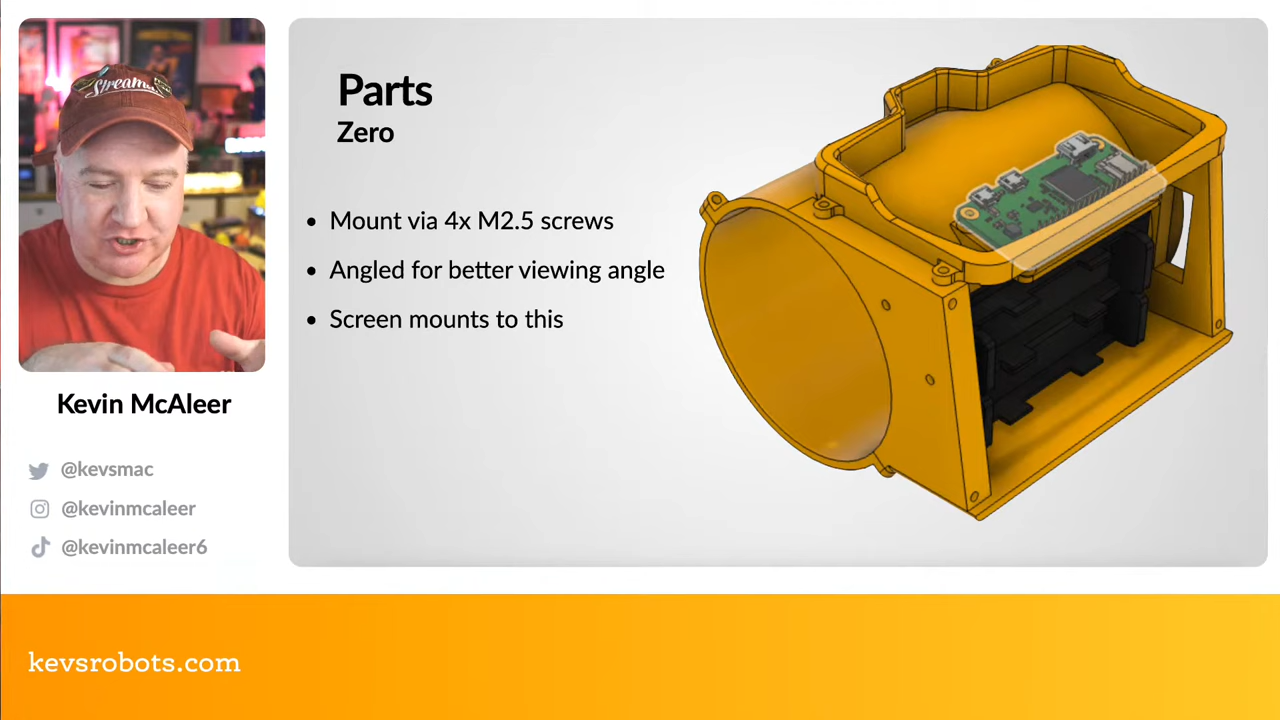 Streamer
Parts
Zero
Mount via 4x M2.5 screws
Angled for better viewing angle
Screen mounts to this
Kevin McAleer
@kevsmac
@kevinmcaleer
@kevinmcaleer6
kevsrobots.com